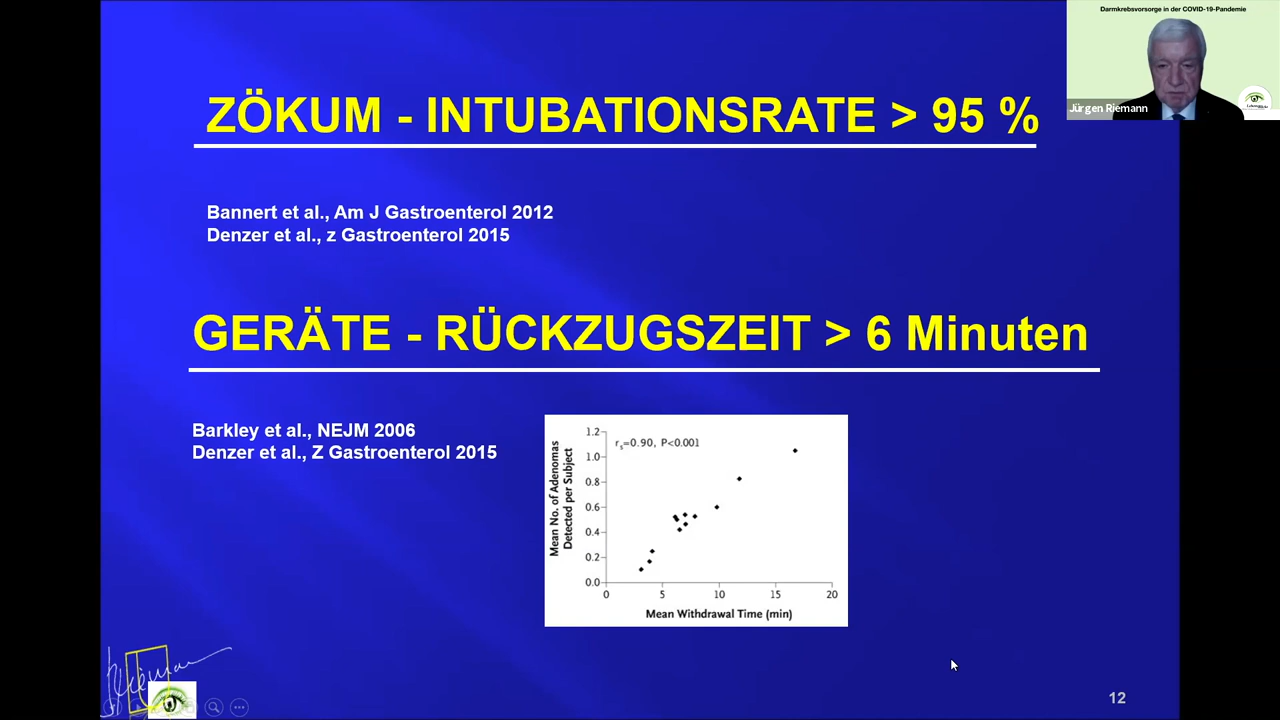 Darmkrebsvorsorge in der COVID-19-Pandemie
Jürgen Riemann
ZÖKUM - INTUBATIONSRATE > 95 %
Bannert et al., Am J Gastroenterol 2012
Denzer et al., z Gastroenterol 2015
GERÄTE - RÜCKZUGSZEIT > 6 Minuten
Barkley et al., NEJM 2006
Denzer et al., Z Gastroenterol 2015
rs=0.90, P<0.001
Mean No. of Adenomas
Detected per Subject
1.2
1.0
0.8
0.6
0.4
0.2
0.0
0 5 10 15 20
Mean Withdrawal Time (min)
12